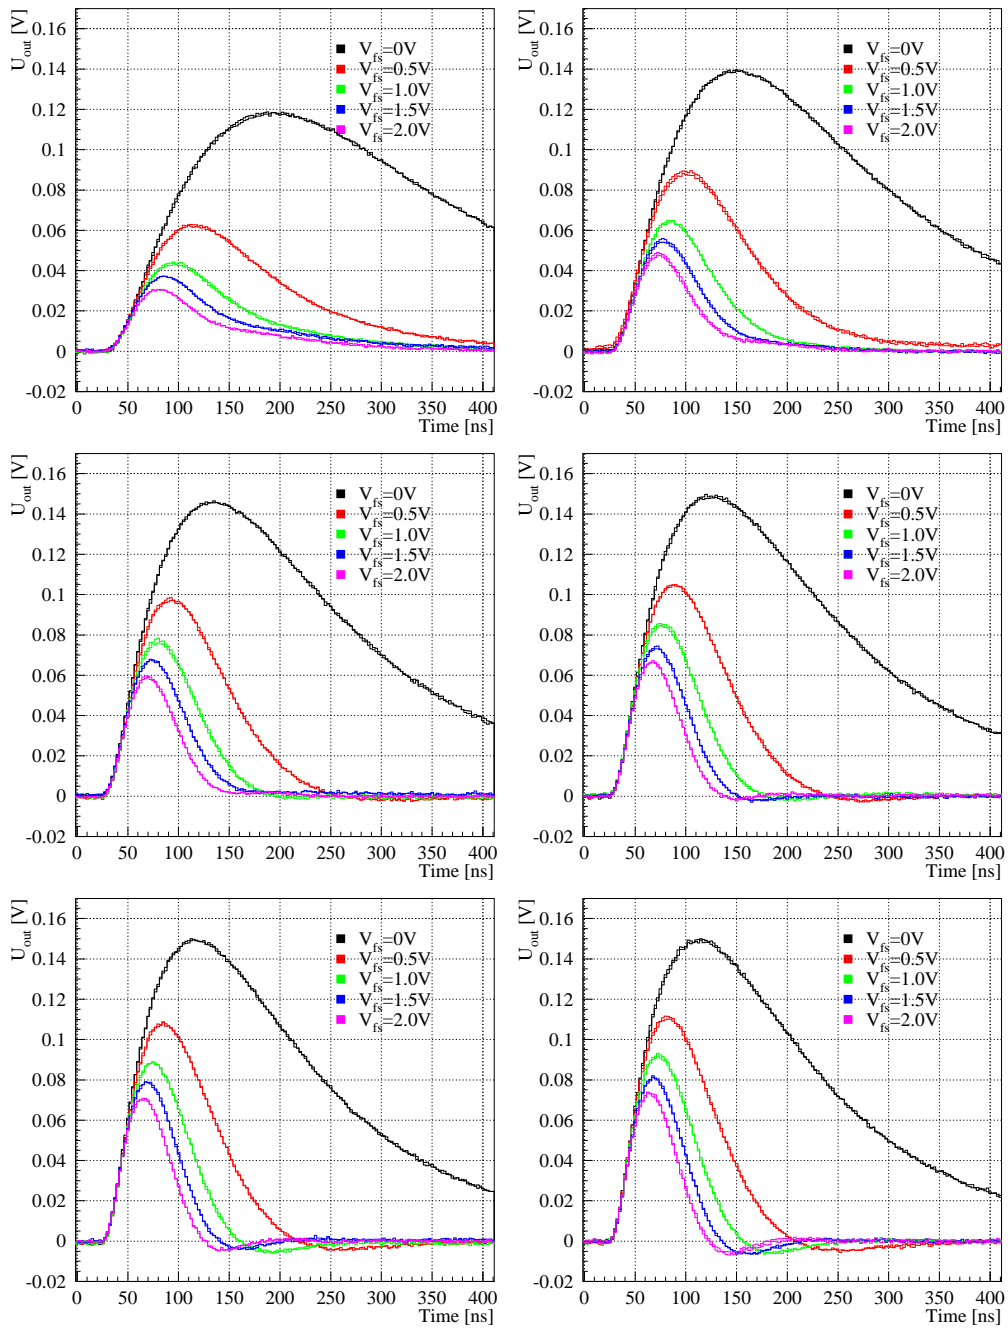 U_out [V]
0.16
0.14
0.12
0.1
0.08
0.06
0.04
0.02
0
-0.02
V_fs=0V
V_fs=0.5V
V_fs=1.0V
V_fs=1.5V
V_fs=2.0V
0 50 100 150 200 250 300 350 400
Time [ns]
U_out [V]
0.16
0.14
0.12
0.1
0.08
0.06
0.04
0.02
0
-0.02
V_fs=0V
V_fs=0.5V
V_fs=1.0V
V_fs=1.5V
V_fs=2.0V
0 50 100 150 200 250 300 350 400
Time [ns]
U_out [V]
0.16
0.14
0.12
0.1
0.08
0.06
0.04
0.02
0
-0.02
V_fs=0V
V_fs=0.5V
V_fs=1.0V
V_fs=1.5V
V_fs=2.0V
0 50 100 150 200 250 300 350 400
Time [ns]
U_out [V]
0.16
0.14
0.12
0.1
0.08
0.06
0.04
0.02
0
-0.02
V_fs=0V
V_fs=0.5V
V_fs=1.0V
V_fs=1.5V
V_fs=2.0V
0 50 100 150 200 250 300 350 400
Time [ns]
U_out [V]
0.16
0.14
0.12
0.1
0.08
0.06
0.04
0.02
0
-0.02
V_fs=0V
V_fs=0.5V
V_fs=1.0V
V_fs=1.5V
V_fs=2.0V
0 50 100 150 200 250 300 350 400
Time [ns]
U_out [V]
0.16
0.14
0.12
0.1
0.08
0.06
0.04
0.02
0
-0.02
V_fs=0V
V_fs=0.5V
V_fs=1.0V
V_fs=1.5V
V_fs=2.0V
0 50 100 150 200 250 300 350 400
Time [ns]